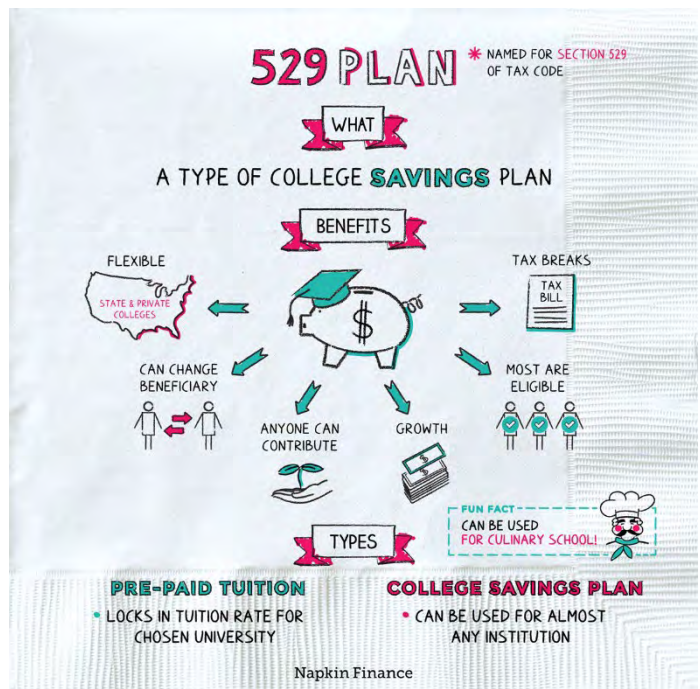 529 PLAN
* NAMED FOR SECTION 529
OF TAX CODE
WHAT
A TYPE OF COLLEGE SAVINGS PLAN
BENEFITS
FLEXIBLE
STATE & PRIVATE
COLLEGES
TAX BREAKS
TAX
BILL
$
CAN CHANGE
BENEFICIARY
MOST ARE
ELIGIBLE
ANYONE CAN
CONTRIBUTE
GROWTH
$
$
FUN FACT
CAN BE USED
FOR CULINARY SCHOOL!
TYPES
PRE-PAID TUITION
• LOCKS IN TUITION RATE FOR
CHOSEN UNIVERSITY
COLLEGE SAVINGS PLAN
• CAN BE USED FOR ALMOST
ANY INSTITUTION
Napkin Finance